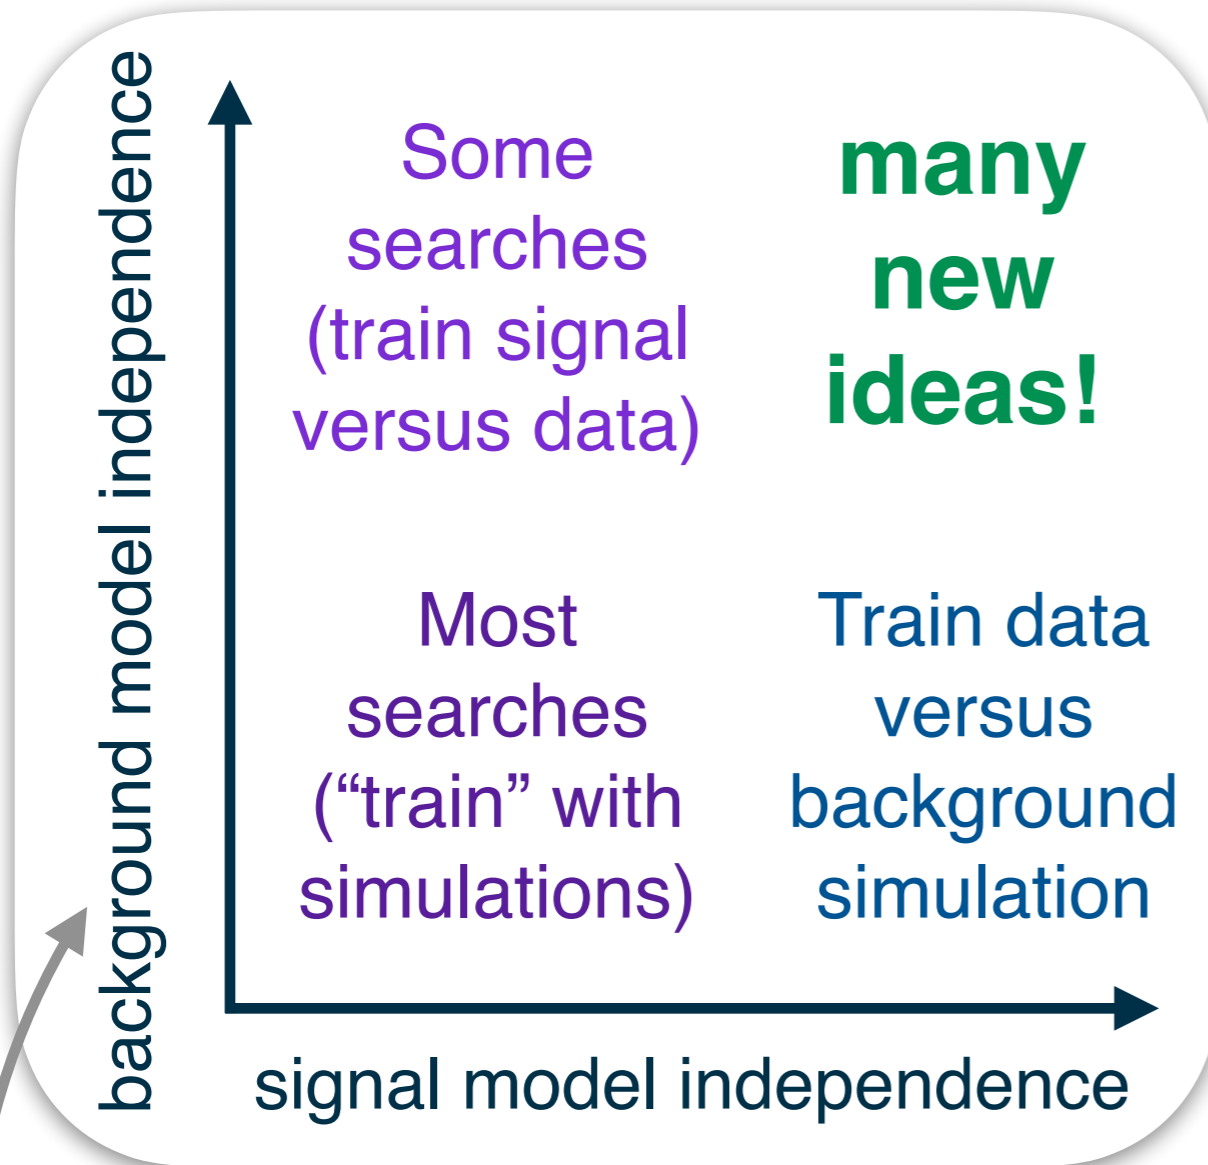 background model independence
Some
searches
(train signal
versus data)
many
new
ideas!
Most
searches
(“train” with
simulations)
Train data
versus
background
simulation
signal model independence